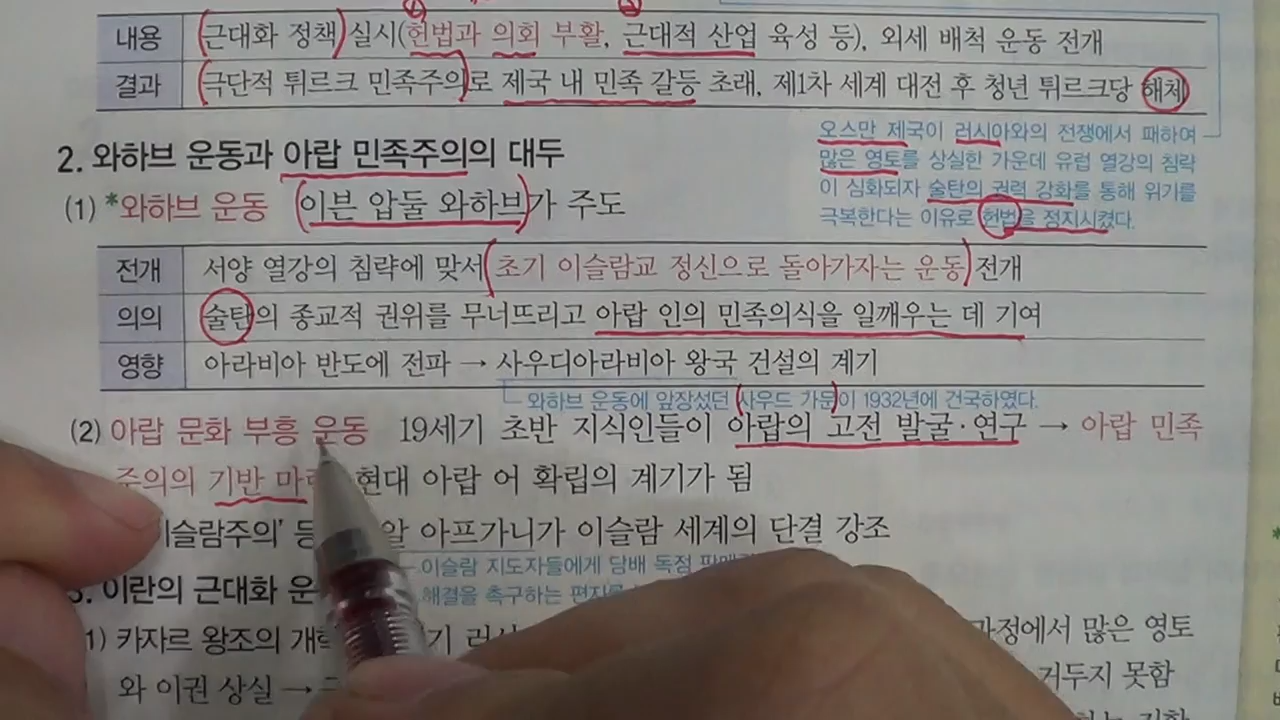 내용 근대화 정책 실시(헌법과 의회 부활, 근대적 산업 육성 등), 외세 배척 운동 전개
결과 극단적 튀르크 민족주의로 제국 내 민족 갈등 초래, 제1차 세계 대전 후 청년 튀르크당 해체
오스만 제국이 러시아와의 전쟁에서 패하여
많은 영토를 상실한 가운데 유럽 열강의 침략
이 심화되자 술탄의 권력 강화를 통해 위기를
극복한다는 이유로 헌법을 정지시켰다.
2. 와하브 운동과 아랍 민족주의의 대두
(1) *와하브 운동 이븐 압둘 와하브가 주도
전개 서양 열강의 침략에 맞서 초기 이슬람교 정신으로 돌아가자는 운동 전개
의의 술탄의 종교적 권위를 무너뜨리고 아랍 인의 민족의식을 일깨우는 데 기여
영향 아라비아 반도에 전파 → 사우디아라비아 왕국 건설의 계기
와하브 운동에 앞장섰던 사우드 가문이 1932년에 건국하였다.
(2) 아랍 문화 부흥 운동 19세기 초반 지식인들이 아랍의 고전 발굴·연구 → 아랍 민족
주의의 기반 현대 아랍 어 확립의 계기가 됨
이슬람주의' 알 아프가니가 이슬람 세계의 단결 강조
이슬람 지도자들에게 담배 독점
해결을 촉구하는 편지를
3. 이란의 근대화
1) 카자르 왕조의 과정에서 많은 영토
와 이권 상실 → 거두지 못함